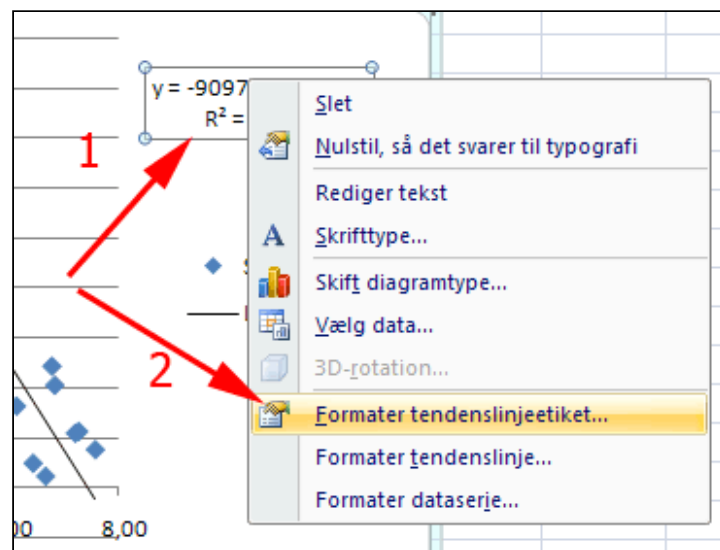 y = -9097
R² =
1
Slet
Nulstil, så det svarer til typografi
Rediger tekst
A
Skrifttype...
Skift diagramtype...
Vælg data...
3D-rotation...
2
Formater tendenslinjeetiket...
Formater tendenslinje...
Formater dataserie...
00
8,00